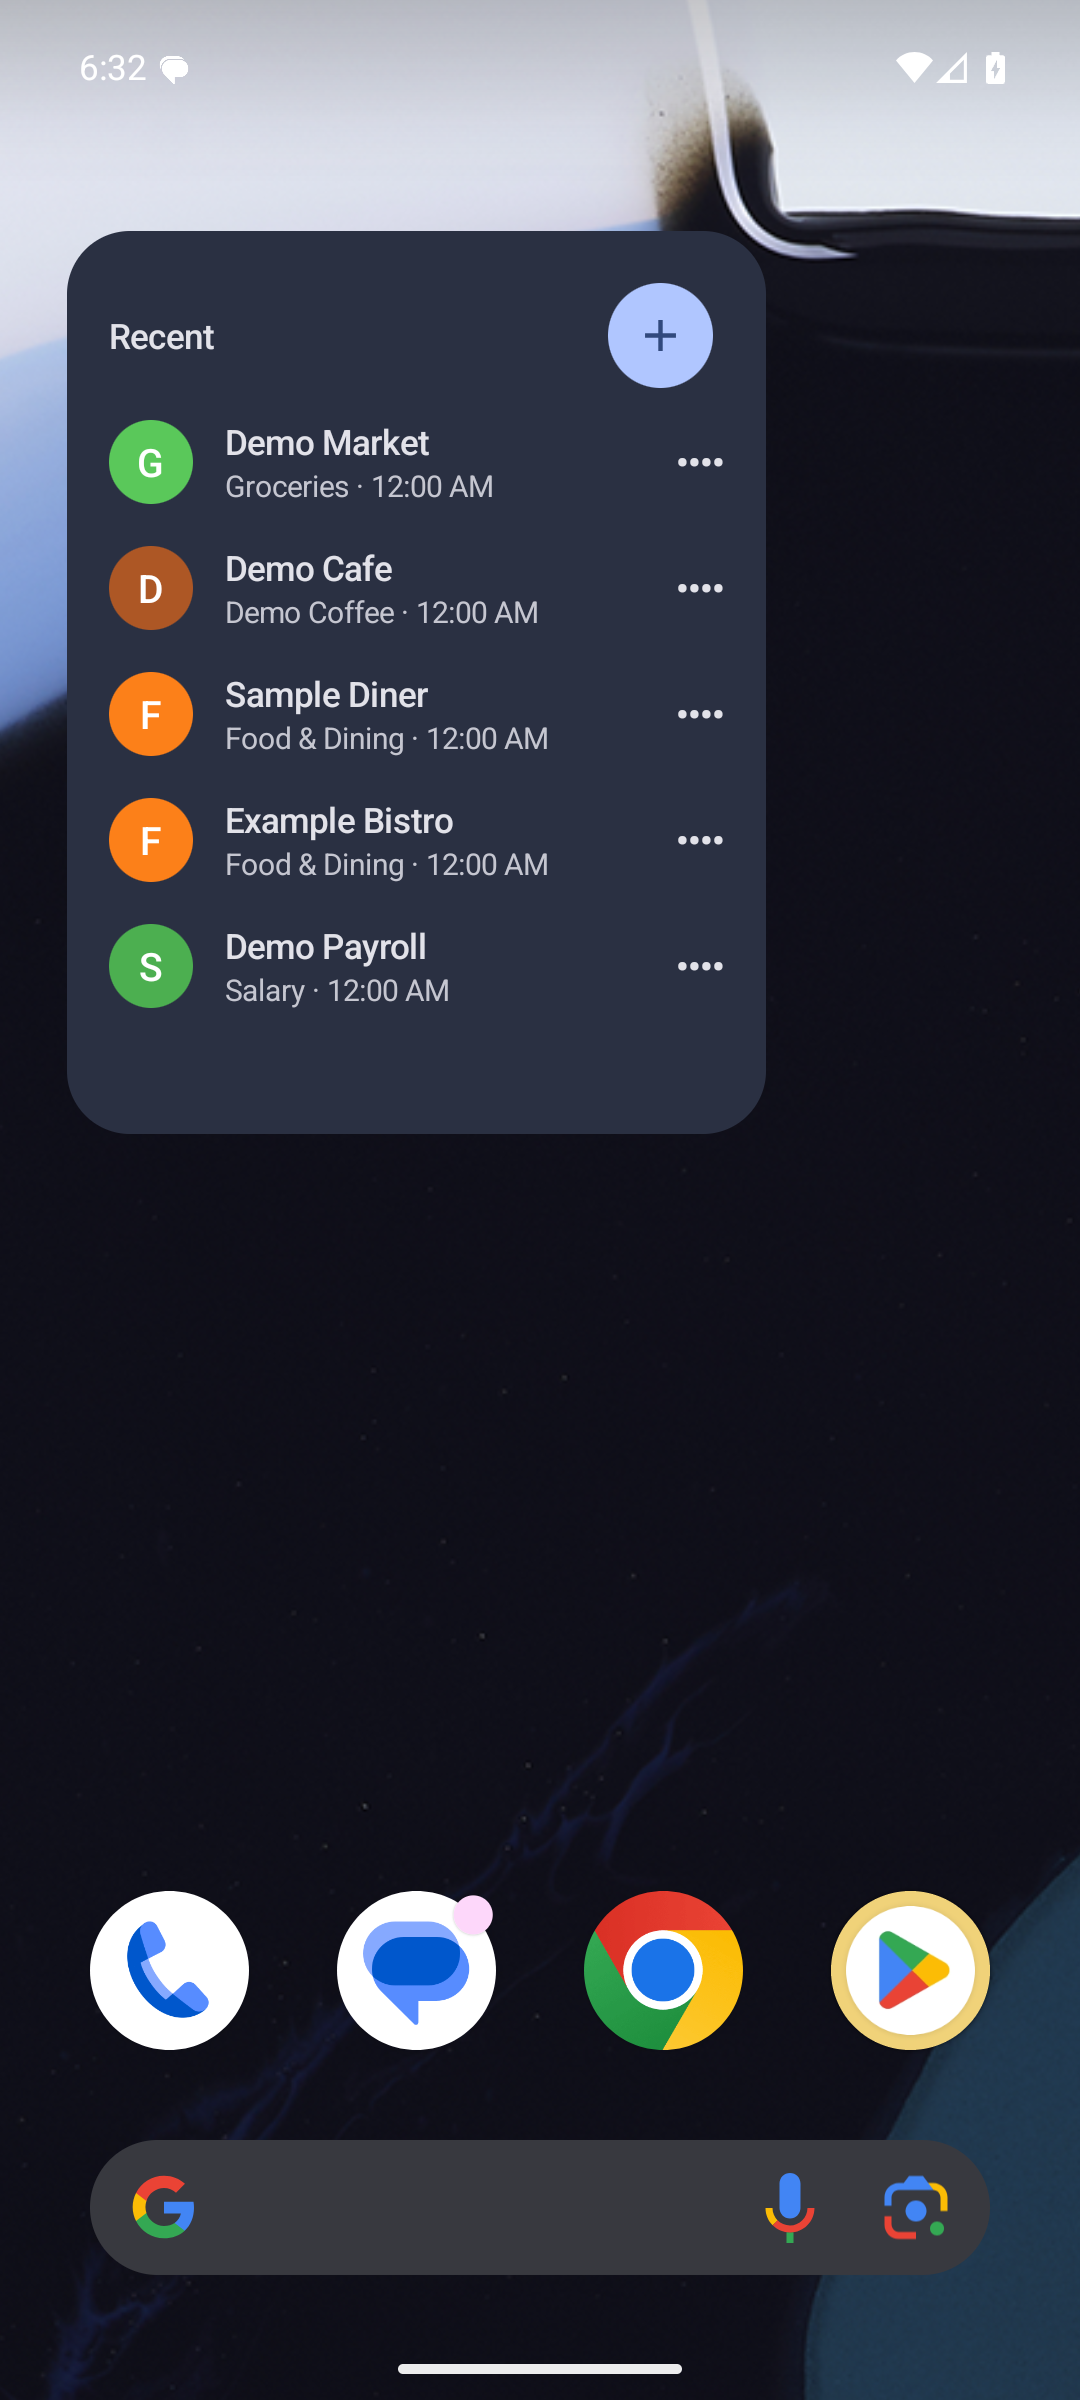 6:32
Recent
G
Demo Market
Groceries · 12:00 AM
D
Demo Cafe
Demo Coffee · 12:00 AM
F
Sample Diner
Food & Dining · 12:00 AM
F
Example Bistro
Food & Dining · 12:00 AM
S
Demo Payroll
Salary · 12:00 AM